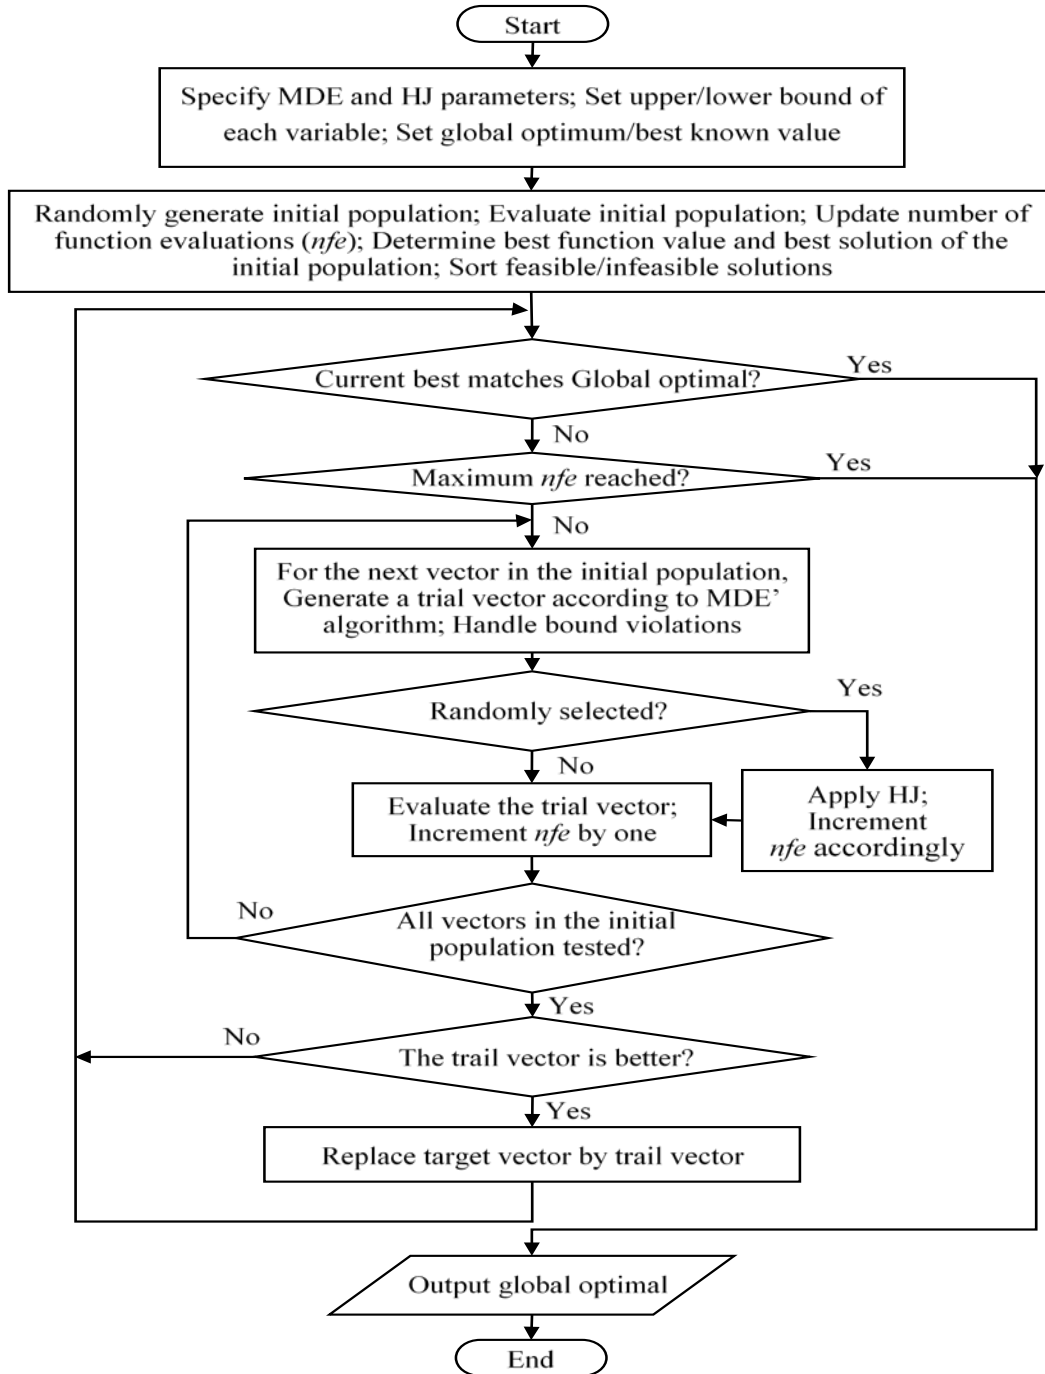 Start
Specify MDE and HJ parameters; Set upper/lower bound of
each variable; Set global optimum/best known value
Randomly generate initial population; Evaluate initial population; Update number of
function evaluations (nfe); Determine best function value and best solution of the
initial population; Sort feasible/infeasible solutions
Current best matches Global optimal?
Yes
No
Maximum nfe reached?
Yes
No
For the next vector in the initial population,
Generate a trial vector according to MDE'
algorithm; Handle bound violations
Randomly selected?
Yes
No
Evaluate the trial vector;
Increment nfe by one
Apply HJ;
Increment
nfe accordingly
All vectors in the initial
population tested?
No
Yes
The trail vector is better?
No
Yes
Replace target vector by trail vector
Output global optimal
End